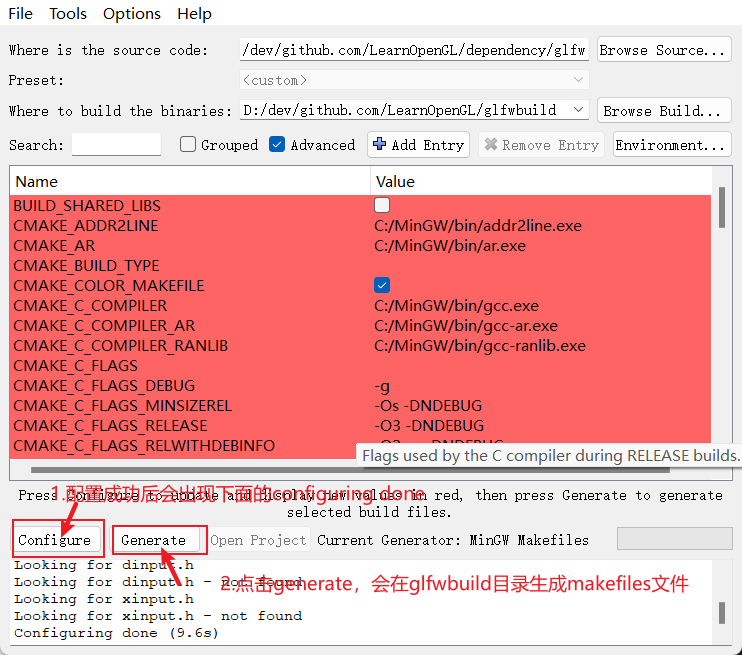 File Tools Options Help
Where is the source code: /dev/github.com/LearnOpenGL/dependency/glfw Browse Source...
Preset: <custom>
Where to build the binaries: D:/dev/github.com/LearnOpenGL/glfwbuild Browse Build...
Search: Grouped Advanced Add Entry Remove Entry Environment...
Name Value
BUILD_SHARED_LIBS
CMAKE_ADDR2LINE C:/MinGW/bin/addr2line.exe
CMAKE_AR C:/MinGW/bin/ar.exe
CMAKE_BUILD_TYPE
CMAKE_COLOR_MAKEFILE
CMAKE_C_COMPILER C:/MinGW/bin/gcc.exe
CMAKE_C_COMPILER_AR C:/MinGW/bin/gcc-ar.exe
CMAKE_C_COMPILER_RANLIB C:/MinGW/bin/gcc-ranlib.exe
CMAKE_C_FLAGS
CMAKE_C_FLAGS_DEBUG -g
CMAKE_C_FLAGS_MINSIZEREL -Os -DNDEBUG
CMAKE_C_FLAGS_RELEASE -O3 -DNDEBUG
CMAKE_C_FLAGS_RELWITHDEBINFO
Flags used by the C compiler during RELEASE builds.
1.配置成功后会出现下面的configuring done
Press Configure to update and display new values in red, then press Generate to generate
selected build files.
Configure Generate Open Project Current Generator: MinGW Makefiles
Looking for dinput.h
Looking for dinput.h - not found
2.点击generate，会在glfwbuild目录生成makefiles文件
Looking for xinput.h
Looking for xinput.h - not found
Configuring done (9.6s)